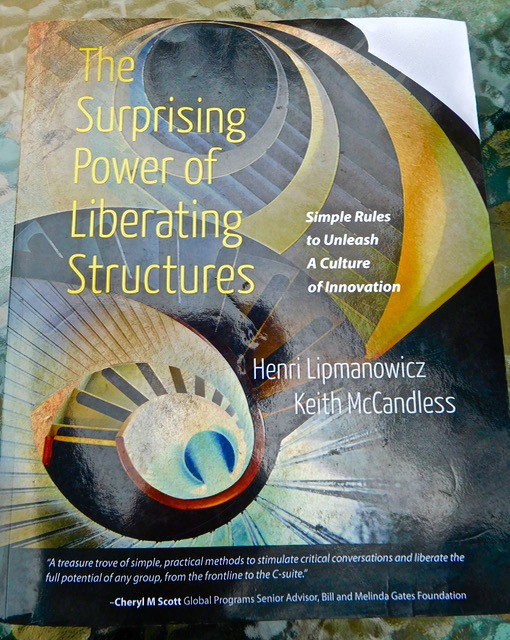 The
Surprising
Power of
Liberating
Structures
Simple Rules
to Unleash
A Culture
of Innovation
Henri Lipmanowicz
Keith McCandless
“A treasure trove of simple, practical methods to stimulate critical conversations and liberate the
full potential of any group, from the frontline to the C-suite.”
–Cheryl M Scott Global Programs Senior Advisor, Bill and Melinda Gates Foundation